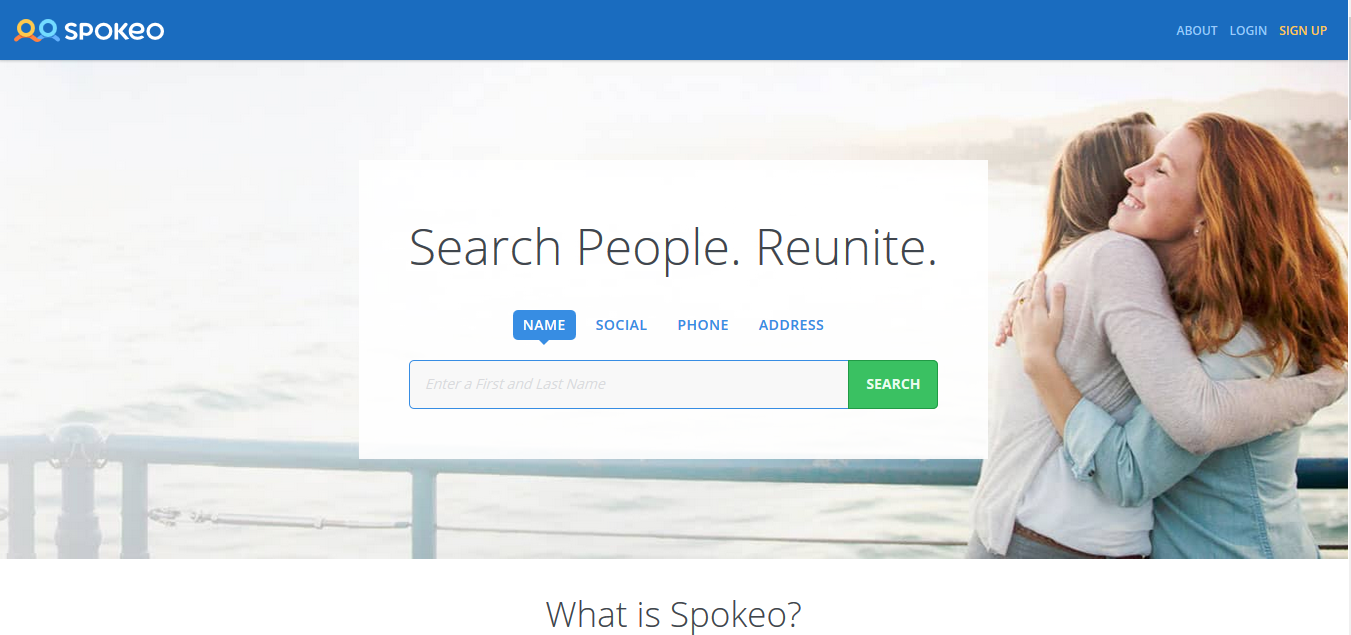 SPOKEO
ABOUT LOGIN SIGN UP
Search People. Reunite.
NAME SOCIAL PHONE ADDRESS
Enter a First and Last Name SEARCH
What is Spokeo?